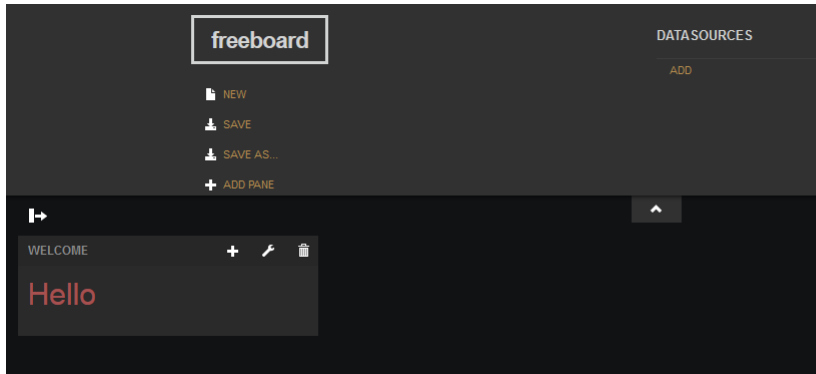 freeboard
DATASOURCES
ADD
NEW
SAVE
SAVE AS...
ADD PANE
WELCOME
Hello